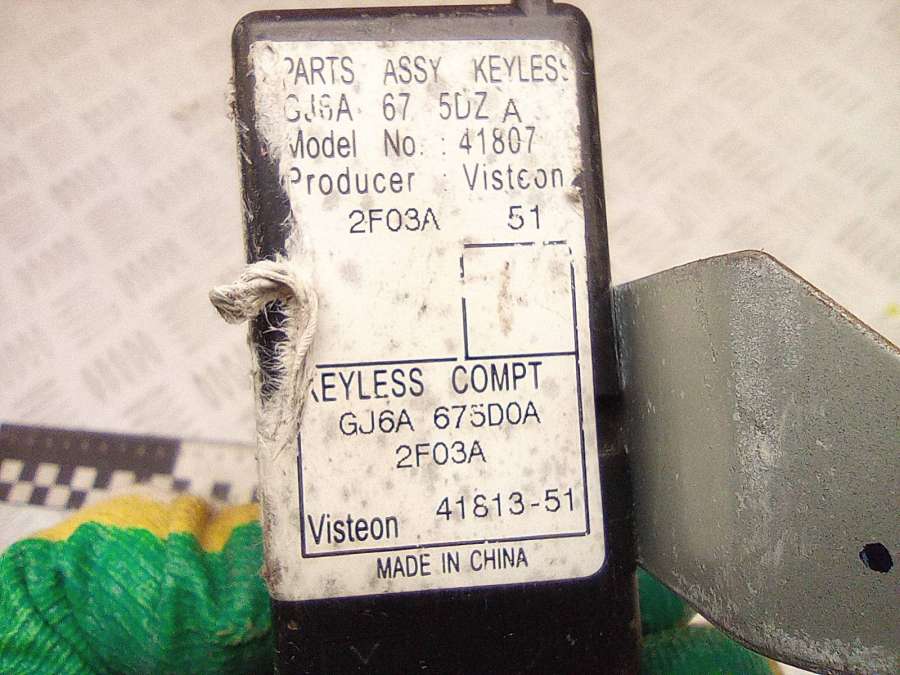 PARTS ASSY KEYLESS
GJ6A 67 5DZ A
Model No. : 41807
Producer : Visteon
2F03A 51
KEYLESS COMPT
GJ6A 675D0A
2F03A
41813-51
Visteon
MADE IN CHINA